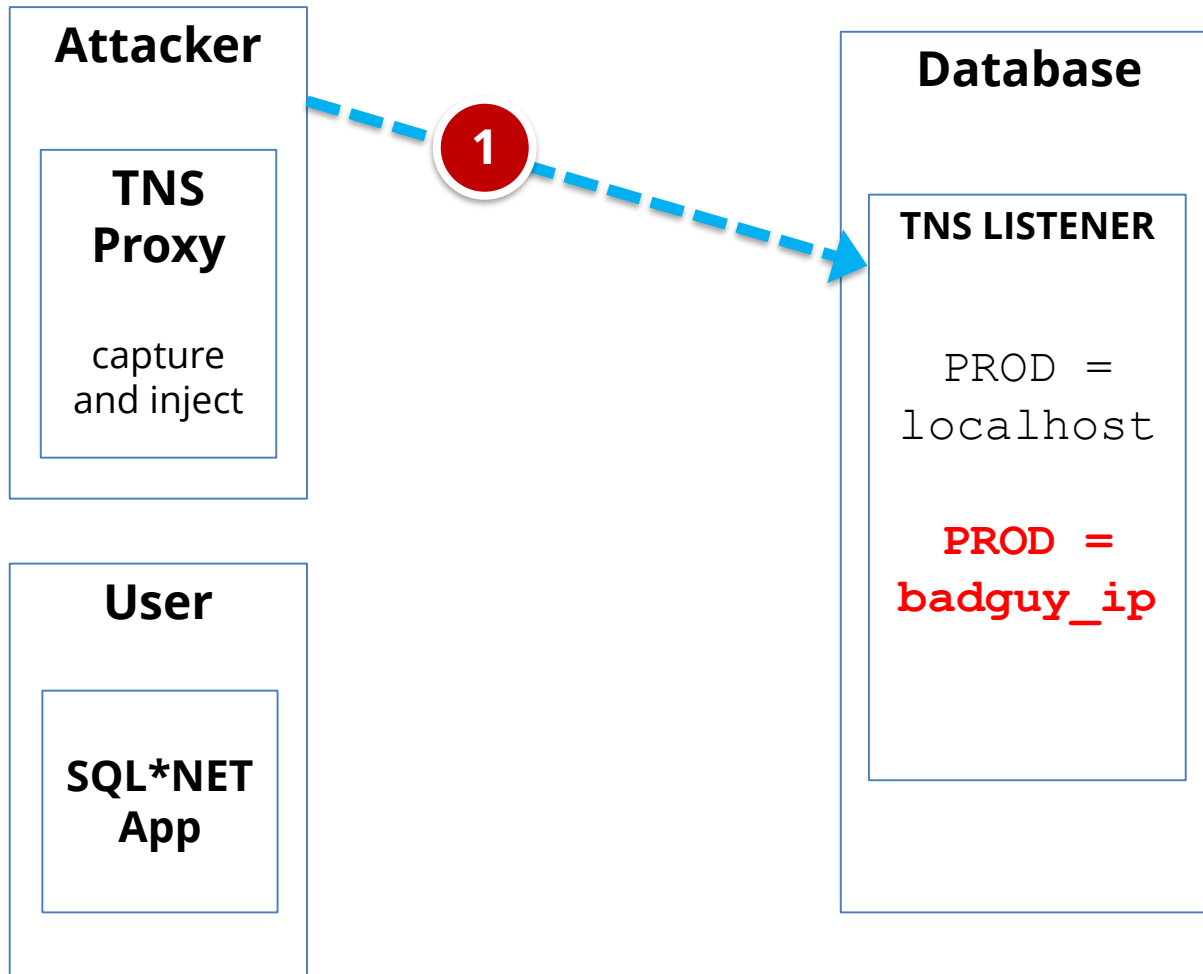 Attacker
TNS
Proxy
capture
and inject
1
Database
TNS LISTENER
PROD =
localhost
PROD =
badguy_ip
User
SQL*NET
App